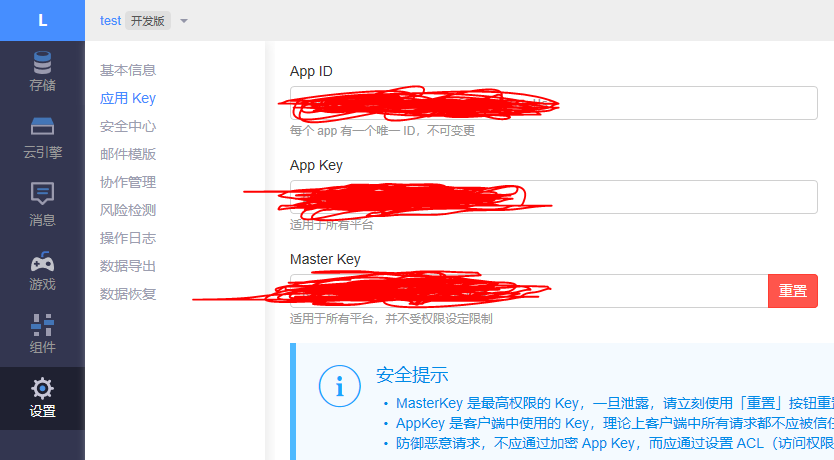 L
test 开发版
存储
云引擎
消息
游戏
组件
设置
基本信息
应用 Key
安全中心
邮件模版
协作管理
风险检测
操作日志
数据导出
数据恢复
App ID
每个 app 有一个唯一 ID，不可变更
App Key
适用于所有平台
Master Key
重置
适用于所有平台，并不受权限设定限制
安全提示
• MasterKey 是最高权限的 Key，一旦泄露，请立刻使用「重置」按钮重置
• AppKey 是客户端中使用的 Key，理论上客户端中所有请求都不应被信任
• 防御恶意请求，不应通过加密 App Key，而应通过设置 ACL（访问权限